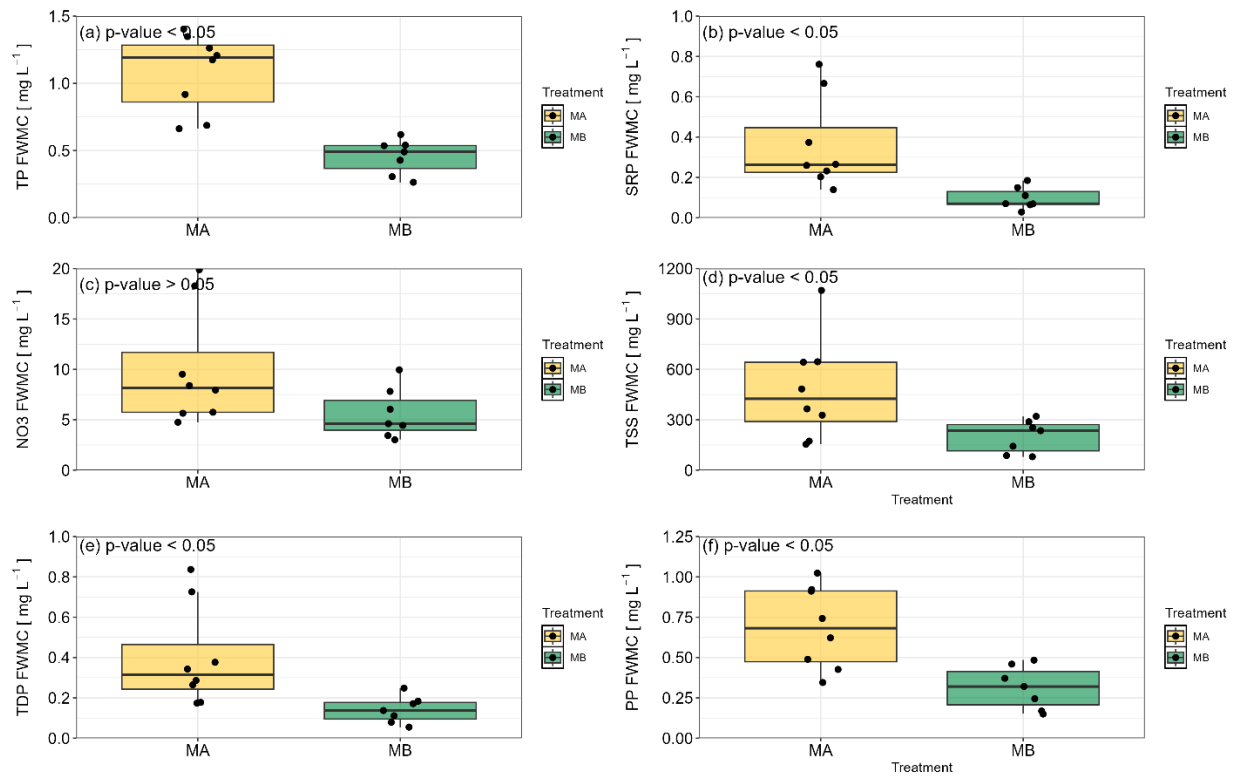 (a) p-value < 0.05
TP FWMC [ mg L⁻¹ ]
1.5
1.0
0.5
0.0
MA
MB
Treatment
MA
MB
(b) p-value < 0.05
SRP FWMC [ mg L⁻¹ ]
1.0
0.8
0.6
0.4
0.2
0.0
MA
MB
Treatment
MA
MB
(c) p-value > 0.05
NO3 FWMC [ mg L⁻¹ ]
20
15
10
5
0
MA
MB
Treatment
MA
MB
(d) p-value < 0.05
TSS FWMC [ mg L⁻¹ ]
1200
900
600
300
0
MA
MB
Treatment
Treatment
MA
MB
(e) p-value < 0.05
TDP FWMC [ mg L⁻¹ ]
1.0
0.8
0.6
0.4
0.2
0.0
MA
MB
Treatment
MA
MB
(f) p-value < 0.05
PP FWMC [ mg L⁻¹ ]
1.25
1.00
0.75
0.50
0.25
0.00
MA
MB
Treatment
Treatment
MA
MB